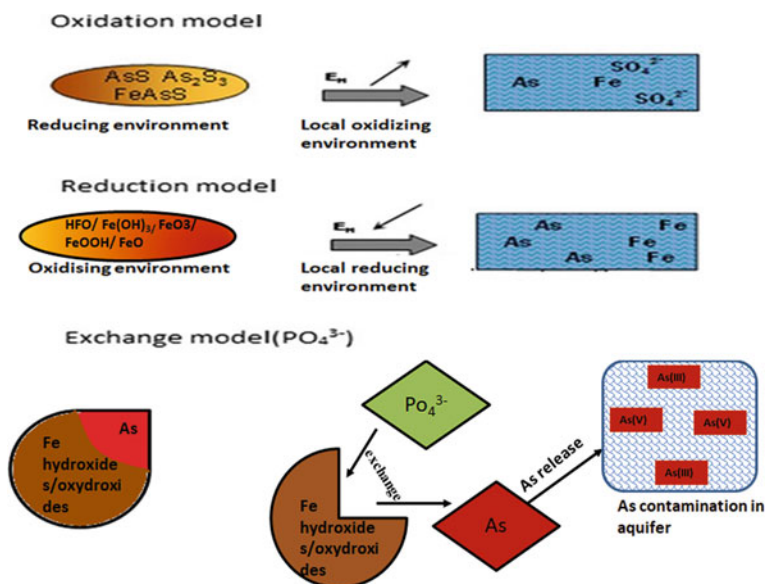 Oxidation model
AsS As₂S₃
FeAsS
Reducing environment
E_H
Local oxidizing
environment
SO₄²⁻
As Fe
SO₄²⁻
Reduction model
HFO/ Fe(OH)₃/ FeO3/
FeOOH/ FeO
Oxidising environment
E_H
Local reducing
environment
As Fe
As Fe
As Fe
Exchange model(PO₄³⁻)
As
Fe
hydroxide
s/oxydroxi
des
Po₄³⁻
exchange
Fe
hydroxide
s/oxydroxi
des
As
As release
As(III)
As(V) As(V)
As(III)
As contamination in
aquifer